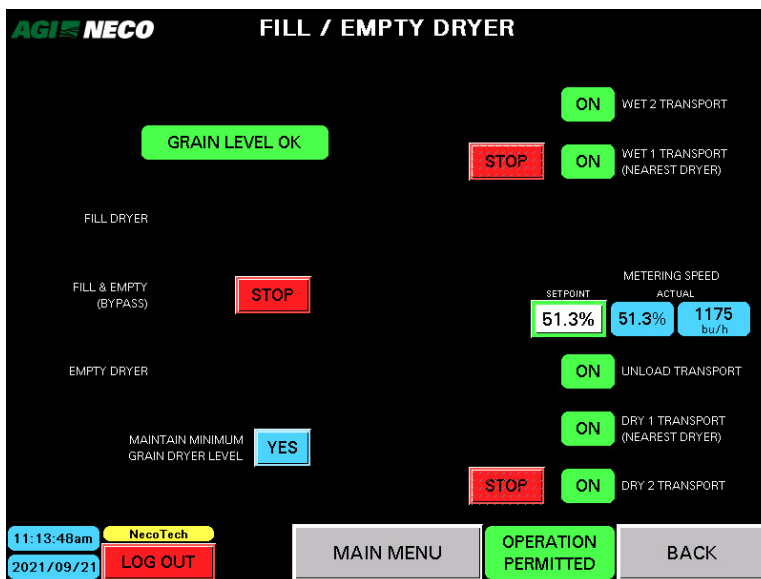 AGI NECO
FILL / EMPTY DRYER
ON
WET 2 TRANSPORT
GRAIN LEVEL OK
STOP
ON
WET 1 TRANSPORT
(NEAREST DRYER)
FILL DRYER
FILL & EMPTY
(BYPASS)
STOP
METERING SPEED
SETPOINT
ACTUAL
51.3%
51.3%
1175
bu/h
EMPTY DRYER
ON
UNLOAD TRANSPORT
MAINTAIN MINIMUM
GRAIN DRYER LEVEL
YES
ON
DRY 1 TRANSPORT
(NEAREST DRYER)
STOP
ON
DRY 2 TRANSPORT
11:13:48am
NecoTech
2021/09/21
LOG OUT
MAIN MENU
OPERATION
PERMITTED
BACK